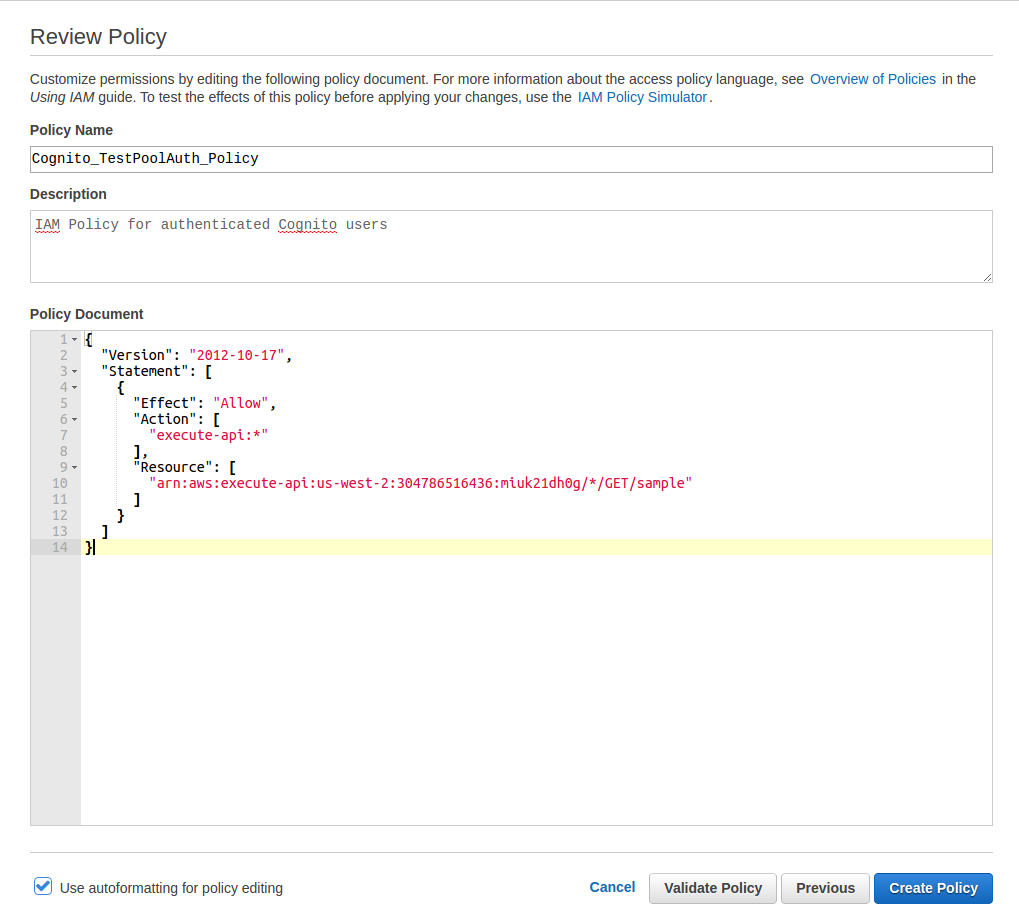 Review Policy
Customize permissions by editing the following policy document. For more information about the access policy language, see Overview of Policies in the
Using IAM guide. To test the effects of this policy before applying your changes, use the IAM Policy Simulator.
Policy Name
Cognito_TestPoolAuth_Policy
Description
IAM Policy for authenticated Cognito users
Policy Document
1 {
2 "Version": "2012-10-17",
3 "Statement": [
4 {
5 "Effect": "Allow",
6 "Action": [
7 "execute-api:*"
8 ],
9 "Resource": [
10 "arn:aws:execute-api:us-west-2:304786516436:miuk21dh0g/*/GET/sample"
11 ]
12 }
13 ]
14 }
Use autoformatting for policy editing Cancel Validate Policy Previous Create Policy